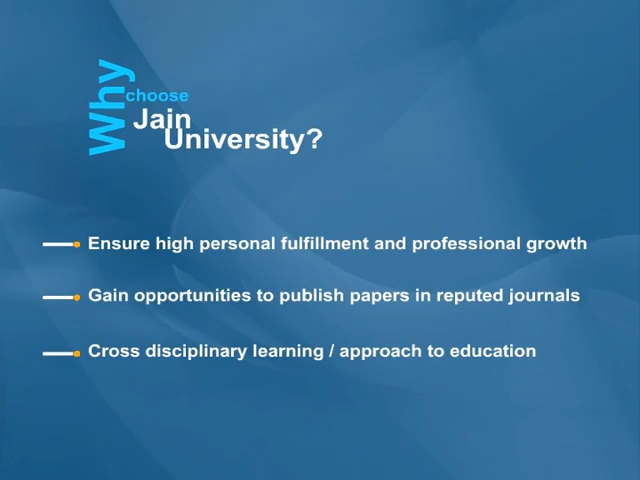 Why
choose
Jain
University?
Ensure high personal fulfillment and professional growth
Gain opportunities to publish papers in reputed journals
Cross disciplinary learning / approach to education